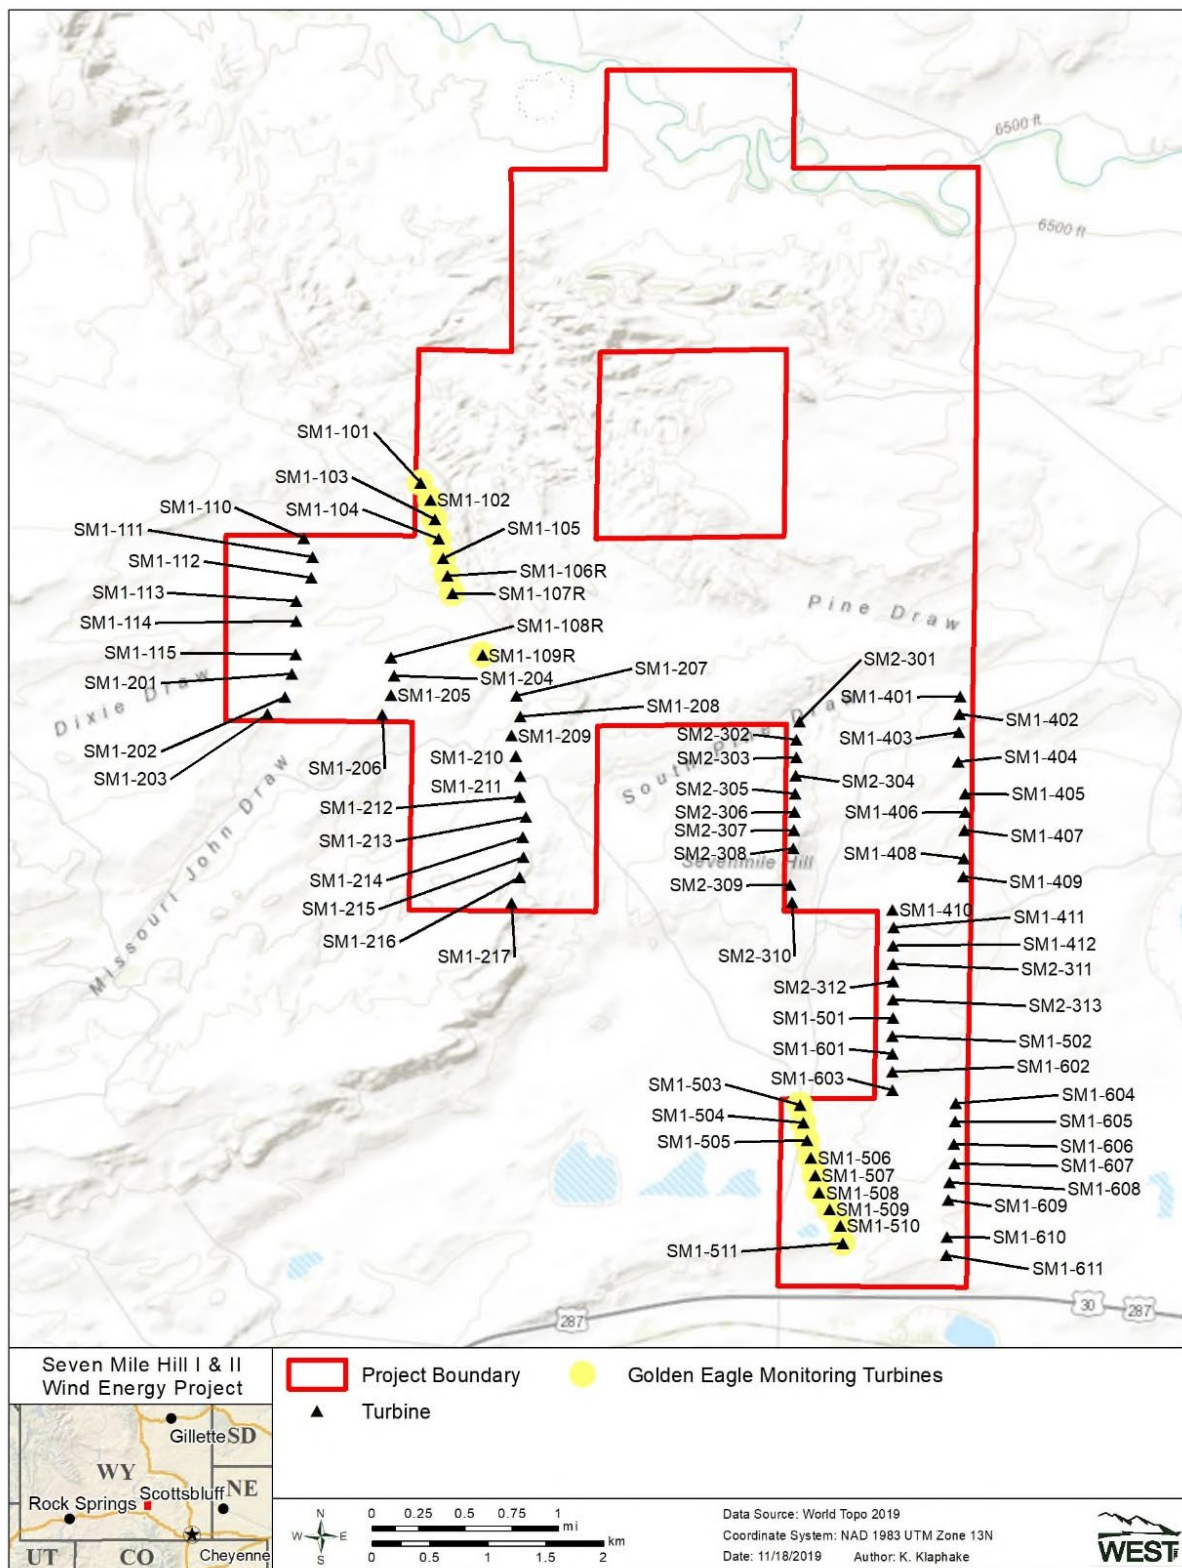 6500 ft
6500 ft
SM1-101
SM1-103
SM1-102
SM1-104
SM1-110
SM1-105
SM1-111
SM1-112
SM1-106R
SM1-113
SM1-107R
SM1-114
Pine Draw
SM1-108R
SM1-115
SM1-109R
SM2-301
SM1-201
SM1-204
SM1-207
Dixie Draw
SM1-205
SM1-401
SM1-208
SM1-402
SM1-202
SM1-209
SM2-302
SM1-403
SM1-203
SM1-206
SM1-210
SM2-303
SM1-404
South Pine Draw
SM1-211
SM2-304
SM2-305
SM1-405
Missouri John Draw
SM1-212
SM2-306
SM1-406
SM1-213
SM2-307
SM1-407
SM2-308
SM1-408
Sevenmile Hill
SM1-214
SM2-309
SM1-409
SM1-215
SM1-410
SM1-411
SM1-216
SM1-412
SM1-217
SM2-310
SM2-311
SM2-312
SM2-313
SM1-501
SM1-502
SM1-601
SM1-602
SM1-603
SM1-503
SM1-604
SM1-504
SM1-605
SM1-505
SM1-606
SM1-506
SM1-607
SM1-507
SM1-608
SM1-508
SM1-609
SM1-509
SM1-510
SM1-610
SM1-511
SM1-611
30
287
287
Seven Mile Hill I & II
Wind Energy Project
Project Boundary
Golden Eagle Monitoring Turbines
Turbine
Gillette
SD
WY
Scottsbluff
NE
Rock Springs
UT
CO
Cheyenne
N
W E
S
0 0.25 0.5 0.75 1
mi
km
0 0.5 1 1.5 2
Data Source: World Topo 2019
Coordinate System: NAD 1983 UTM Zone 13N
Date: 11/18/2019 Author: K. Klaphake
WEST